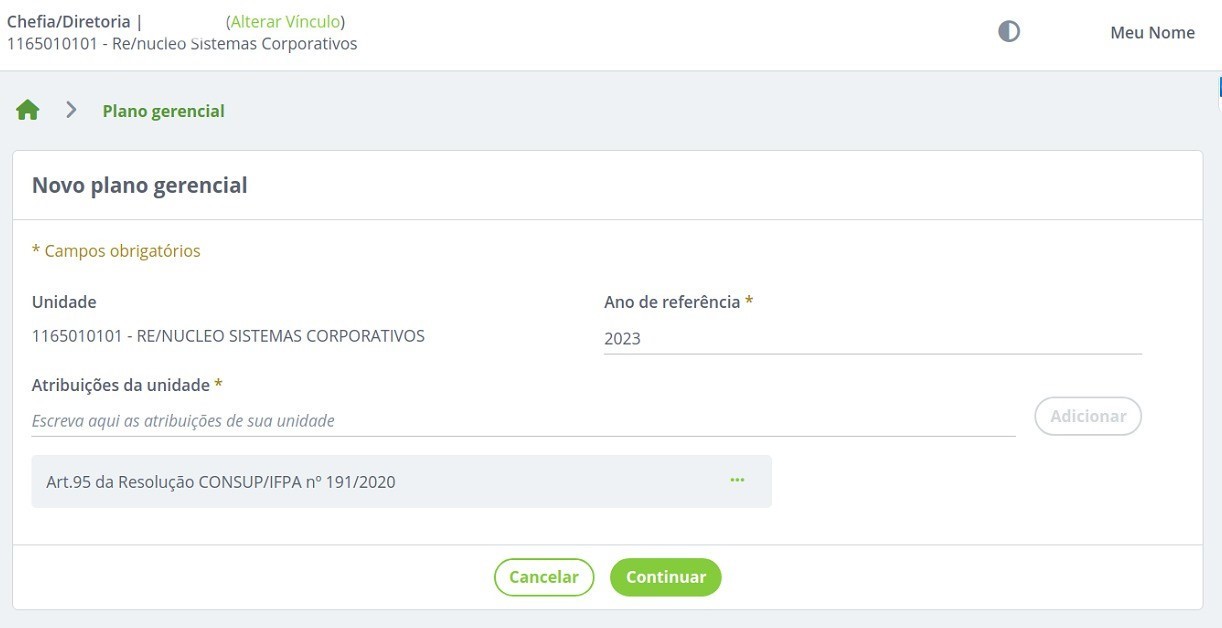 Chefia/Diretoria | (Alterar Vínculo)
1165010101 - Re/nucleo Sistemas Corporativos
Meu Nome
Plano gerencial
Novo plano gerencial
* Campos obrigatórios
Unidade
1165010101 - RE/NUCLEO SISTEMAS CORPORATIVOS
Ano de referência *
2023
Atribuições da unidade *
Escreva aqui as atribuições de sua unidade
Adicionar
Art.95 da Resolução CONSUP/IFPA nº 191/2020
Cancelar
Continuar